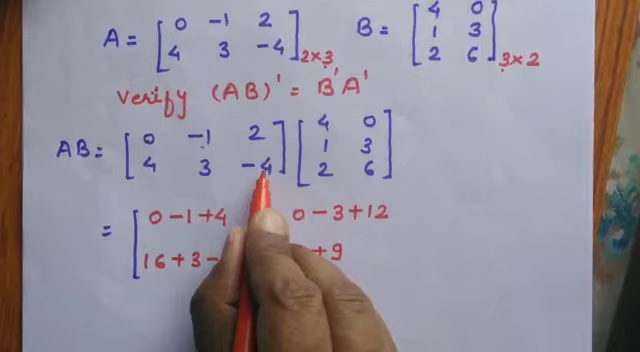 A = [ 0 -1 2 B = [ 4 0
4 3 -4 ]2×3 1 3
2 6 ]3×2
Verify (AB)' = B'A'
AB = [ 0 -1 2 ] [ 4 0
4 3 -4 ] 1 3
2 6 ]
= [ 0-1+4 0-3+12
16+3- +9